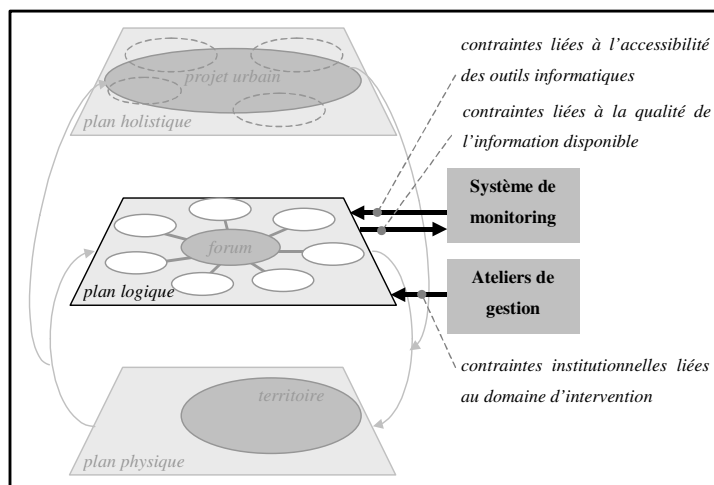 projet urbain
plan holistique
contraintes liées à l’accessibilité
des outils informatiques
contraintes liées à la qualité de
l’information disponible
Système de
monitoring
forum
plan logique
Ateliers de
gestion
contraintes institutionnelles liées
au domaine d’intervention
territoire
plan physique